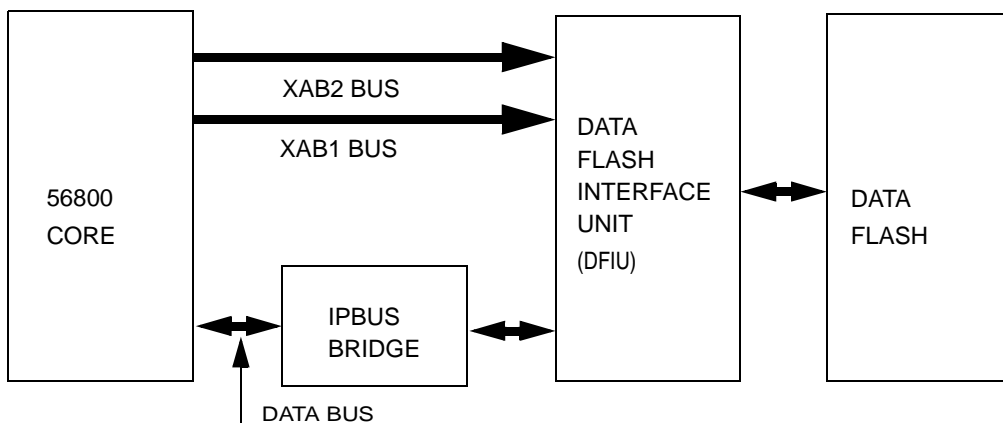 XAB2 BUS
XAB1 BUS
56800
CORE
DATA
FLASH
INTERFACE
UNIT
(DFIU)
DATA
FLASH
IPBUS
BRIDGE
DATA BUS